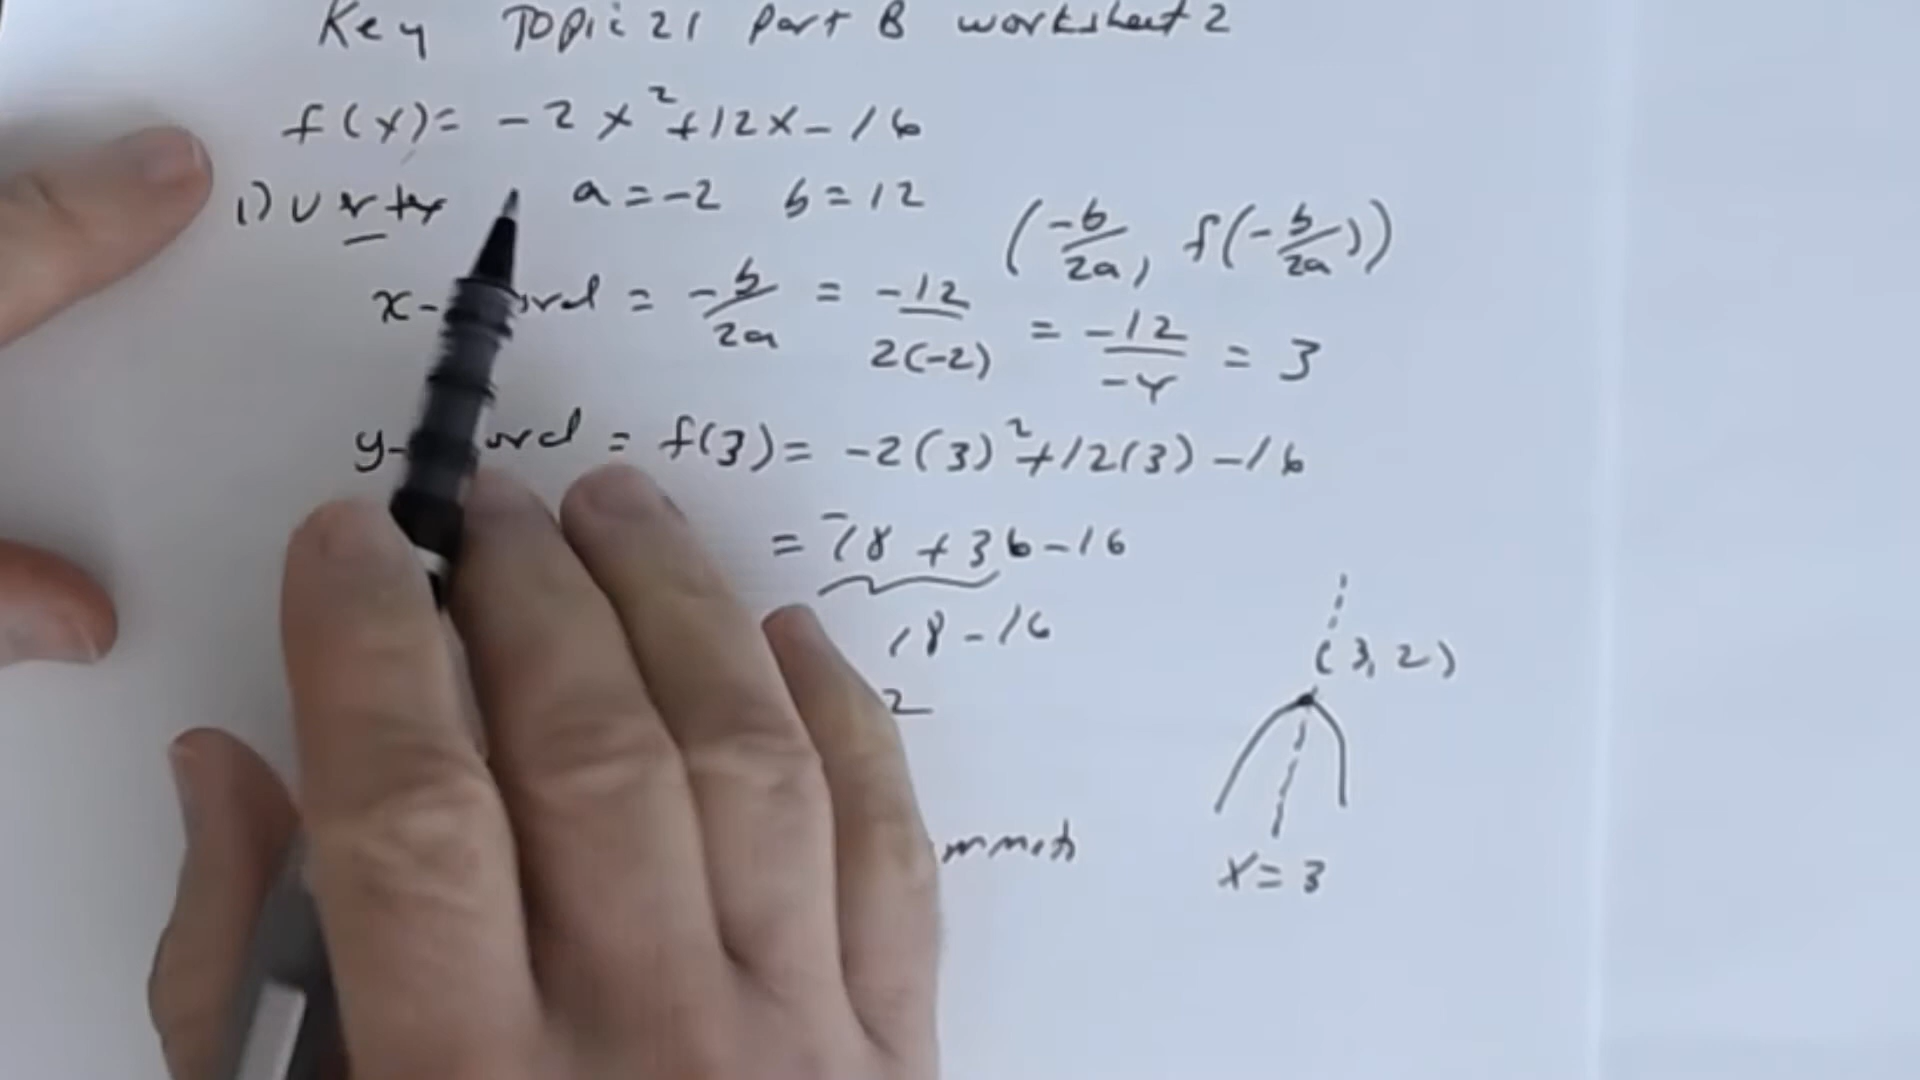 Key Topic 21 part B worksheet 2
f(x)= -2x²+12x-16
1) Vertex a=-2 b=12 (-b/2a, f(-b/2a))
x- ord = -b/2a = -12/2(-2) = -12/-4 = 3
y- ord = f(3)= -2(3)²+12(3)-16
= -18+36-16
18-16
2
(3,2)
x=3